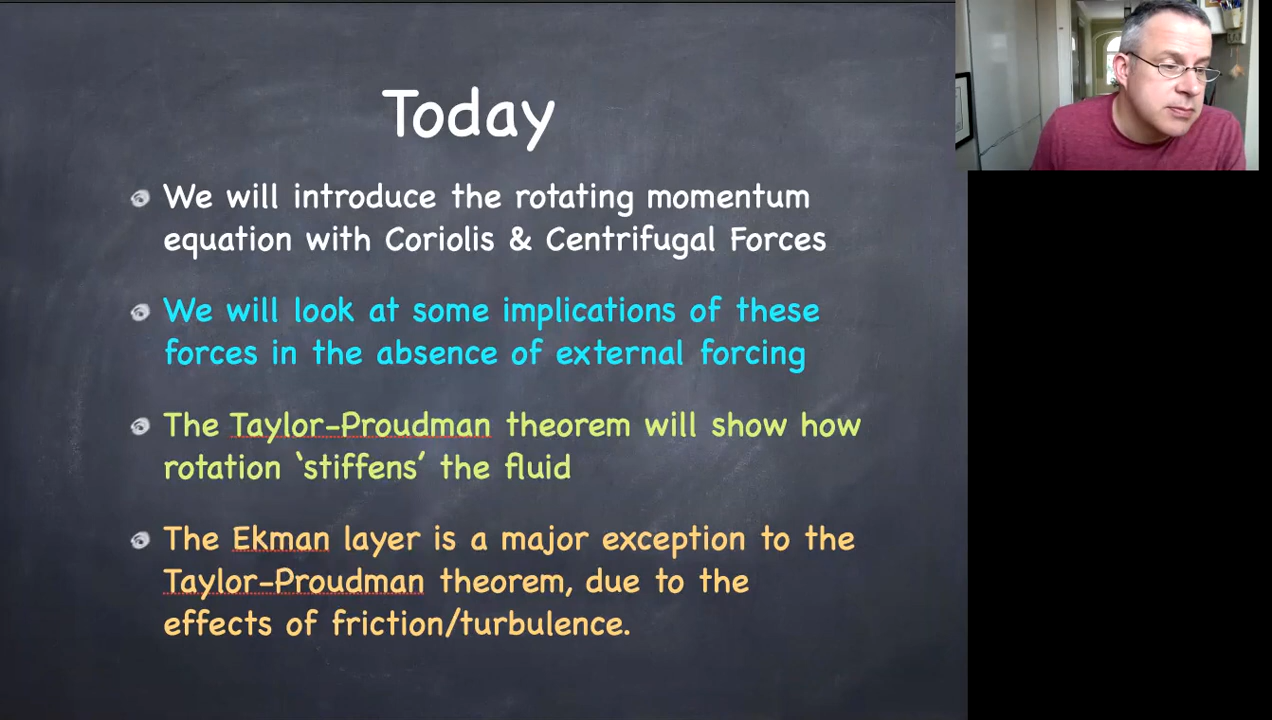 Today
We will introduce the rotating momentum
equation with Coriolis & Centrifugal Forces
We will look at some implications of these
forces in the absence of external forcing
The Taylor-Proudman theorem will show how
rotation ‘stiffens’ the fluid
The Ekman layer is a major exception to the
Taylor-Proudman theorem, due to the
effects of friction/turbulence.